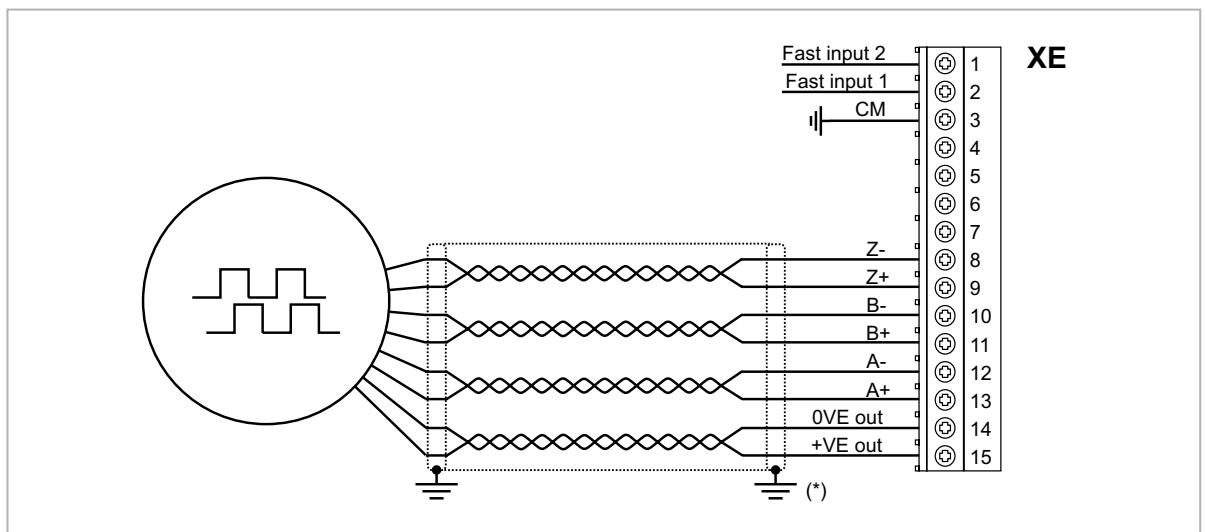 XE
Fast input 2 1
Fast input 1 2
CM 3
4
5
6
7
Z- 8
Z+ 9
B- 10
B+ 11
A- 12
A+ 13
0VE out 14
+VE out 15
(*)